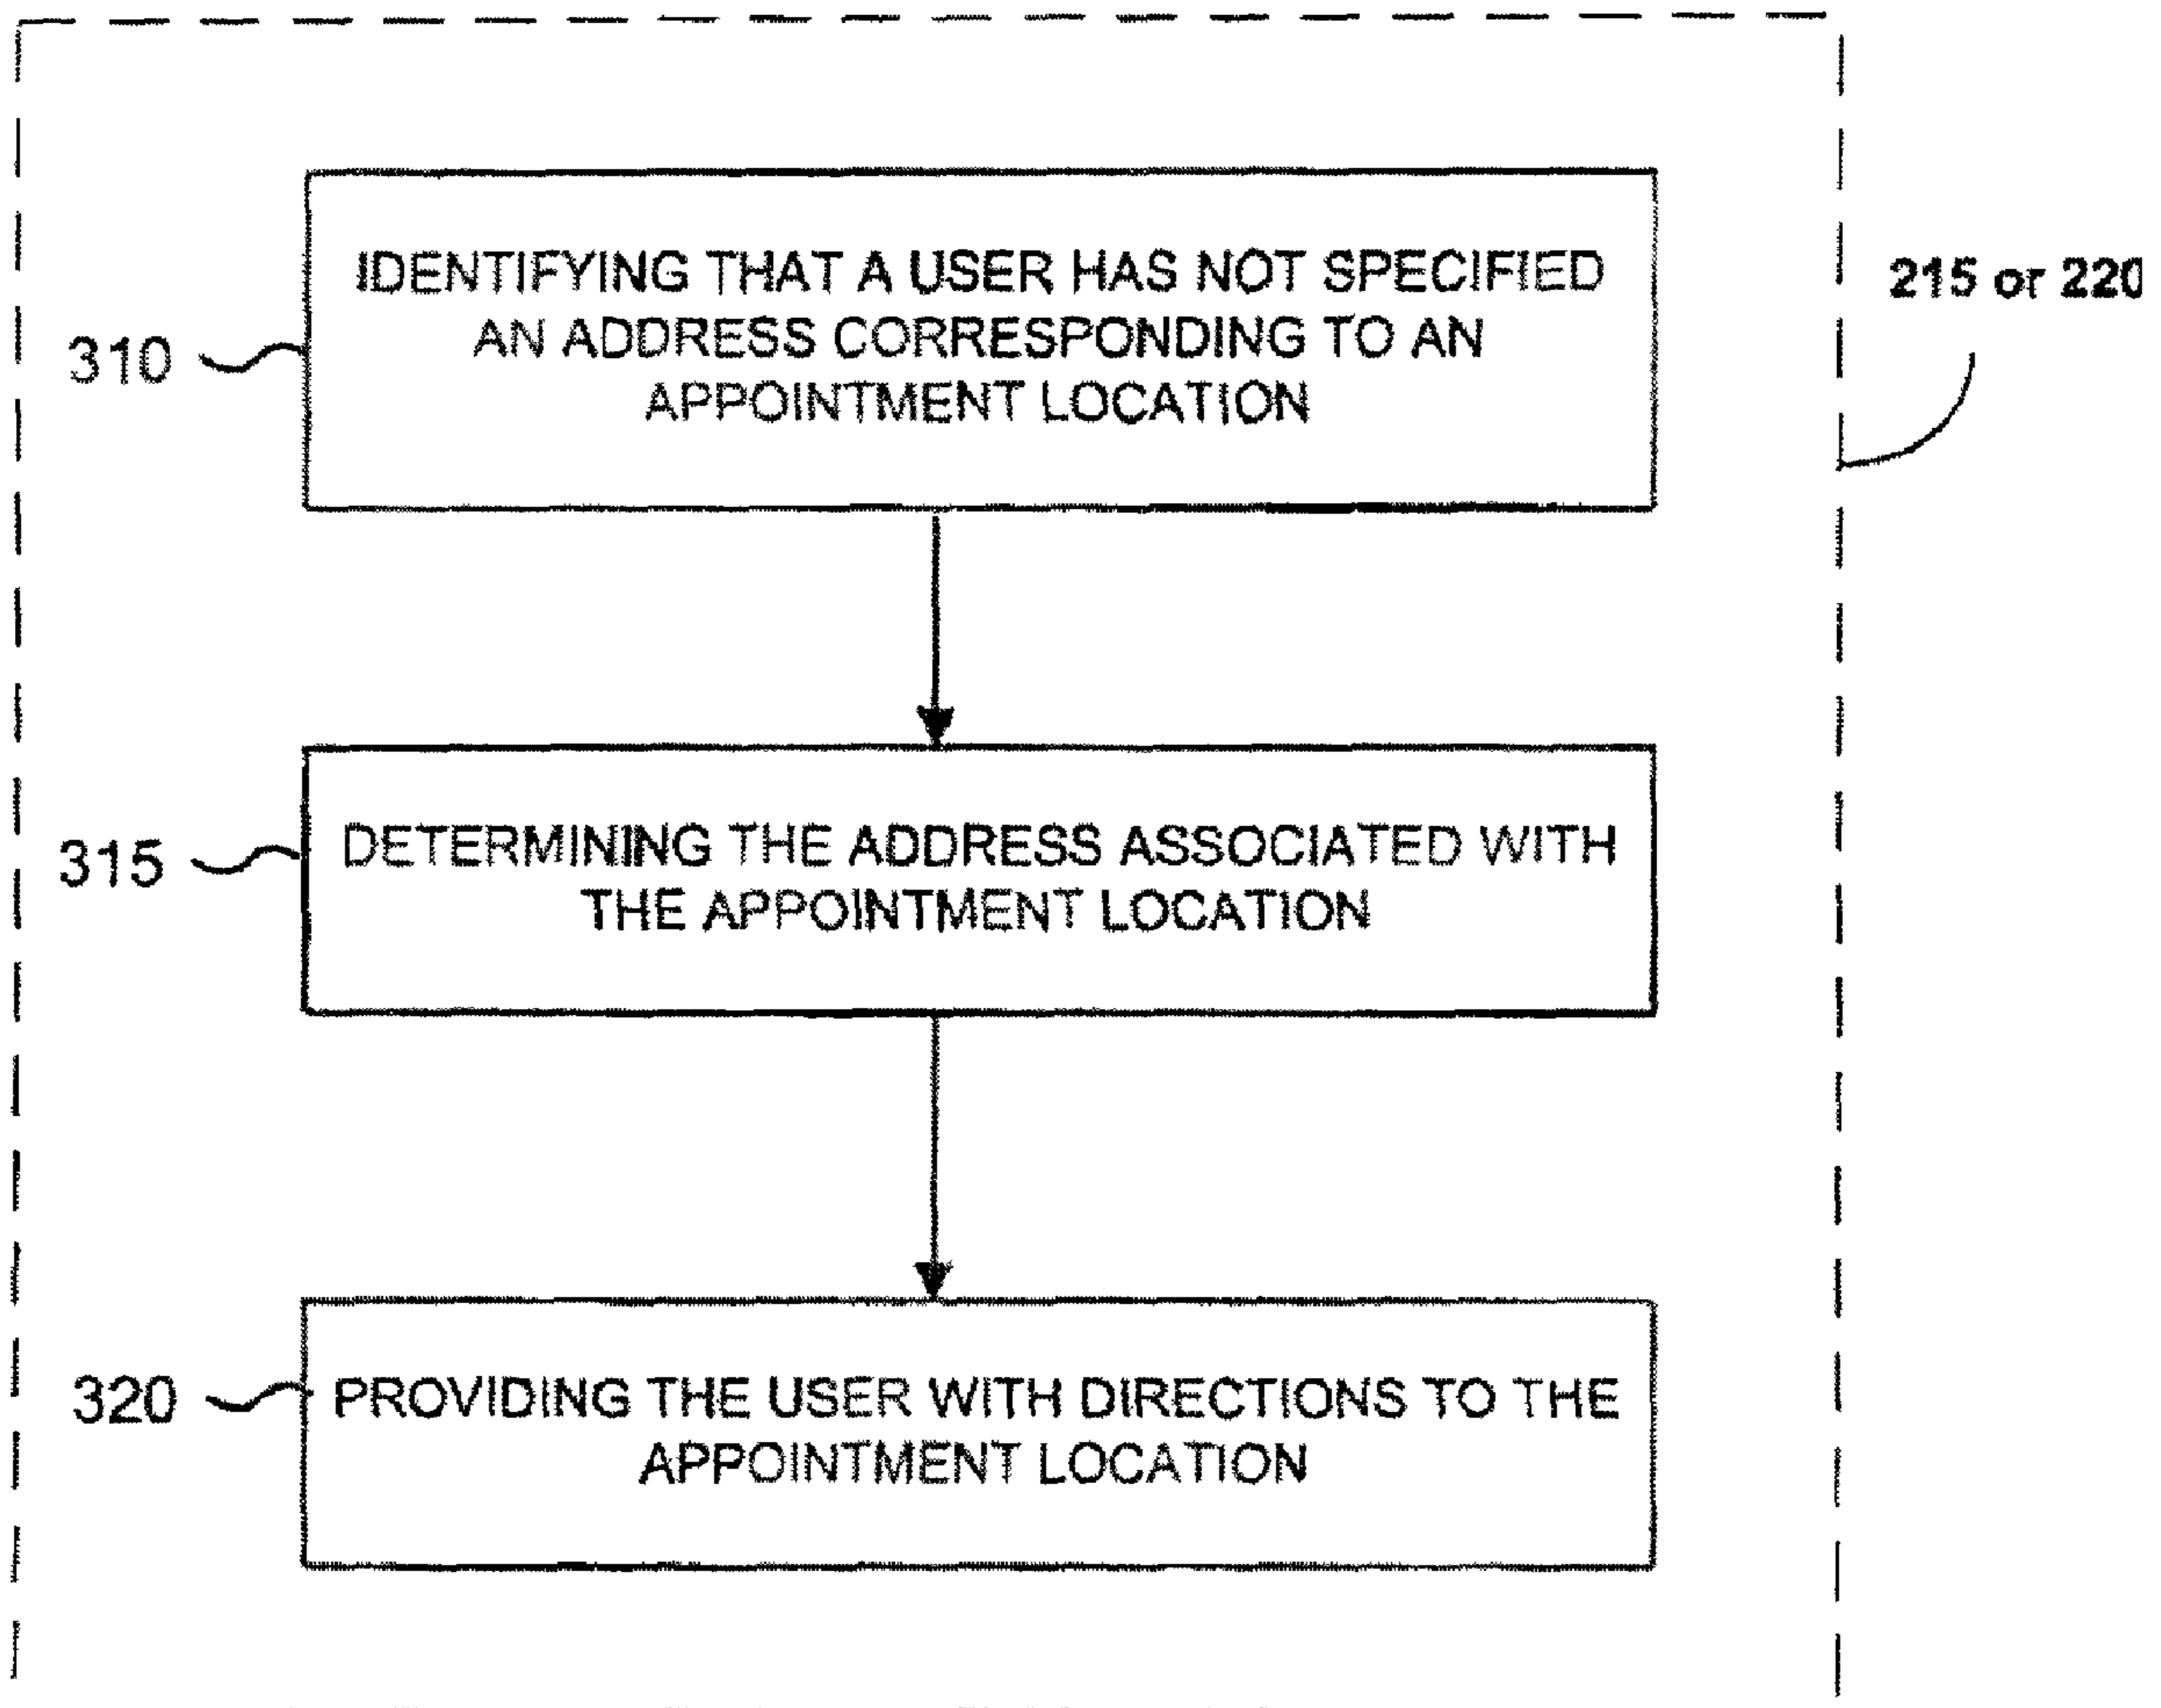 IDENTIFYING THAT A USER HAS NOT SPECIFIED
AN ADDRESS CORRESPONDING TO AN
APPOINTMENT LOCATION
310
215 or 220
DETERMINING THE ADDRESS ASSOCIATED WITH
THE APPOINTMENT LOCATION
315
PROVIDING THE USER WITH DIRECTIONS TO THE
APPOINTMENT LOCATION
320